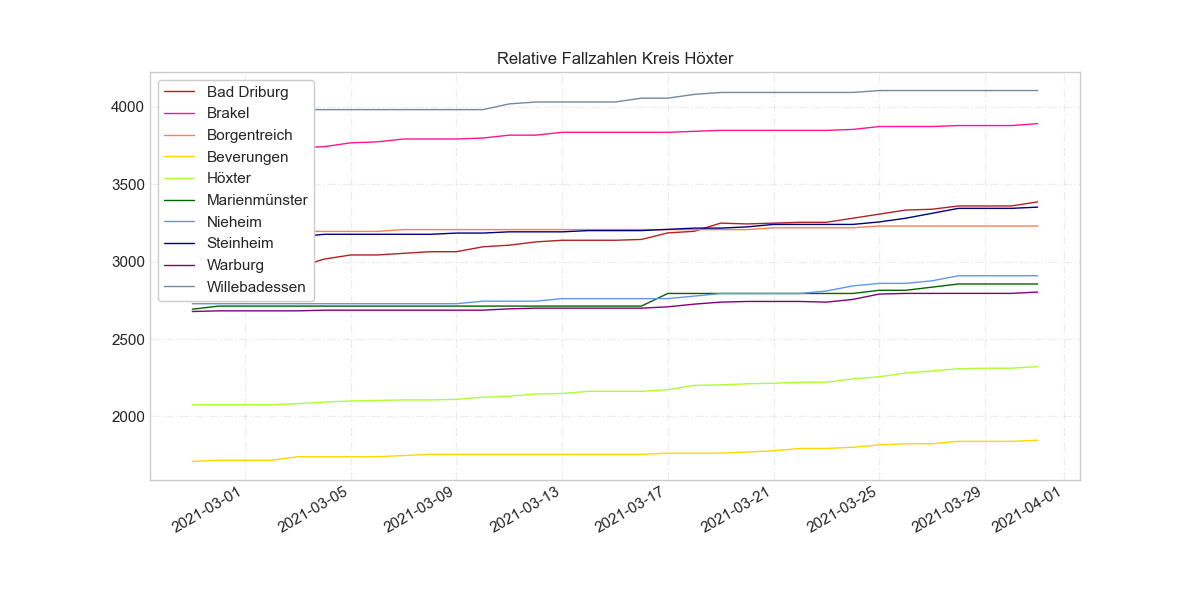 Relative Fallzahlen Kreis Höxter
4000
3500
3000
2500
2000
Bad Driburg
Brakel
Borgentreich
Beverungen
Höxter
Marienmünster
Nieheim
Steinheim
Warburg
Willebadessen
2021-03-01
2021-03-05
2021-03-09
2021-03-13
2021-03-17
2021-03-21
2021-03-25
2021-03-29
2021-04-01